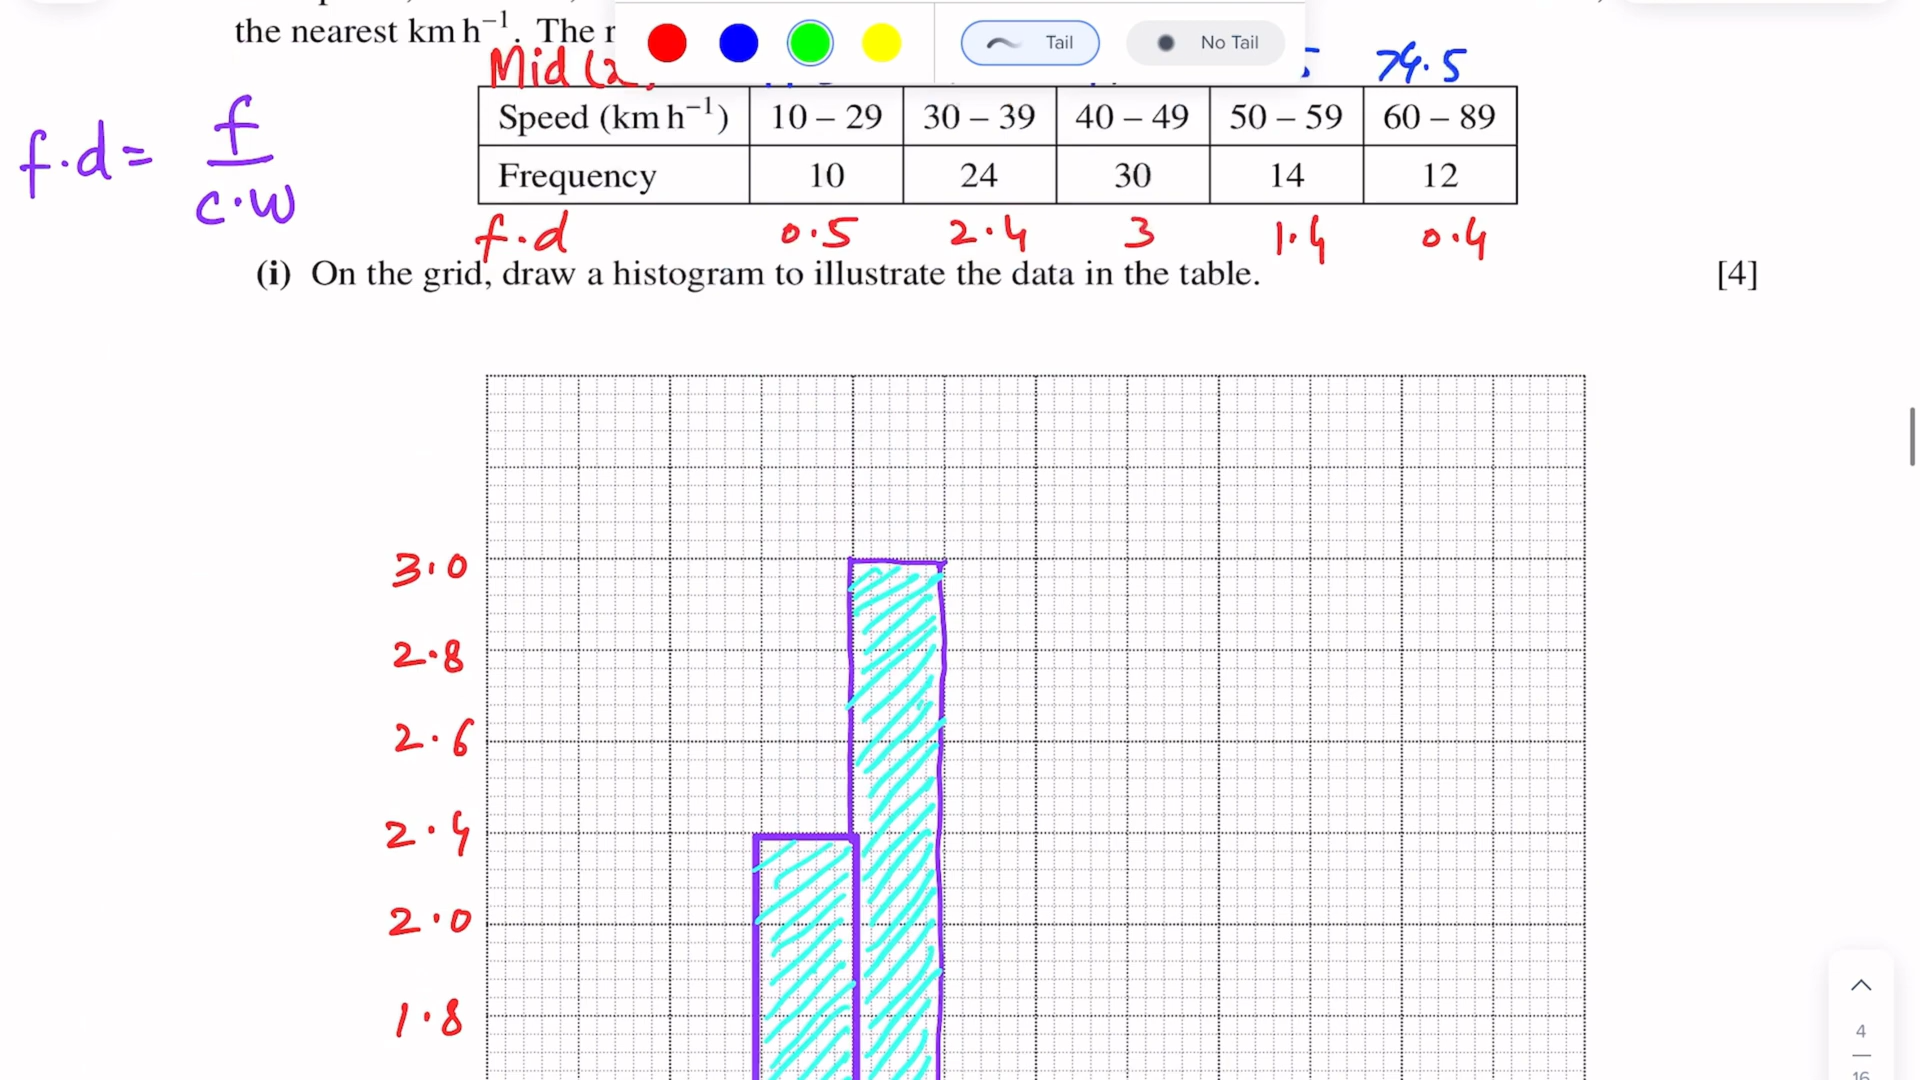 the nearest km h⁻¹. The r
Tail
No Tail
Mid (x
74.5
Speed (km h⁻¹) 10 – 29 30 – 39 40 – 49 50 – 59 60 – 89
Frequency 10 24 30 14 12
f.d = f / c.w
f.d 0.5 2.4 3 1.4 0.4
(i) On the grid, draw a histogram to illustrate the data in the table. [4]
3.0
2.8
2.6
2.4
2.0
1.8
4
16